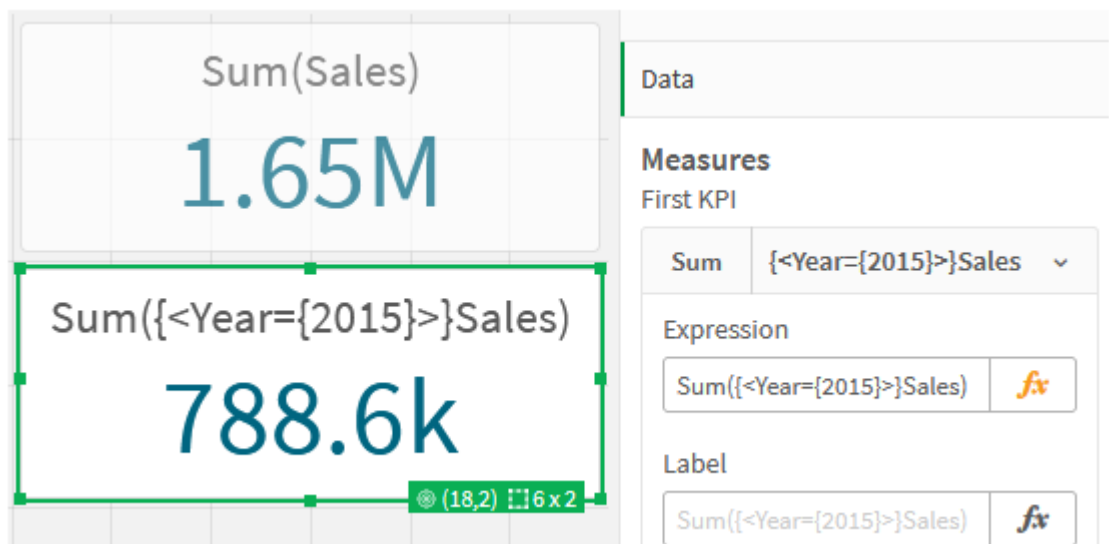 Sum(Sales)
1.65M
Sum({<Year={2015}>}Sales)
788.6k
(18,2) 6 x 2
Data
Measures
First KPI
Sum {<Year={2015}>}Sales
Expression
Sum({<Year={2015}>}Sales) fx
Label
Sum({<Year={2015}>}Sales) fx